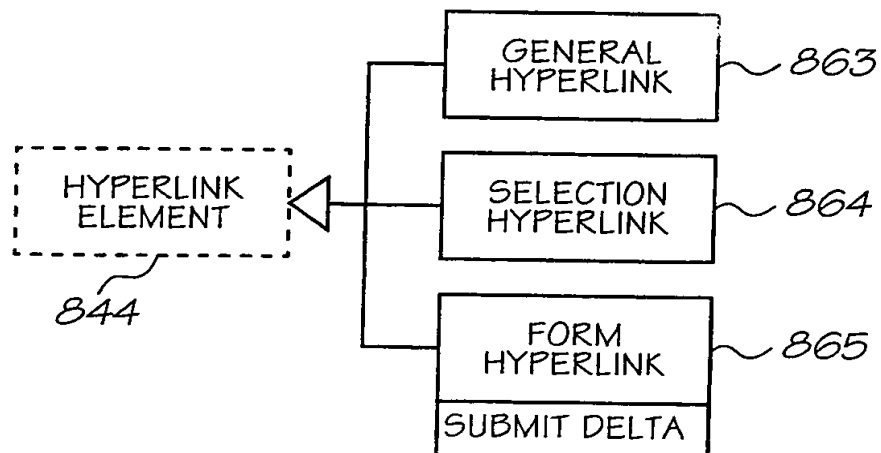 GENERAL
HYPERLINK
863
HYPERLINK
ELEMENT
844
SELECTION
HYPERLINK
864
FORM
HYPERLINK
865
SUBMIT DELTA